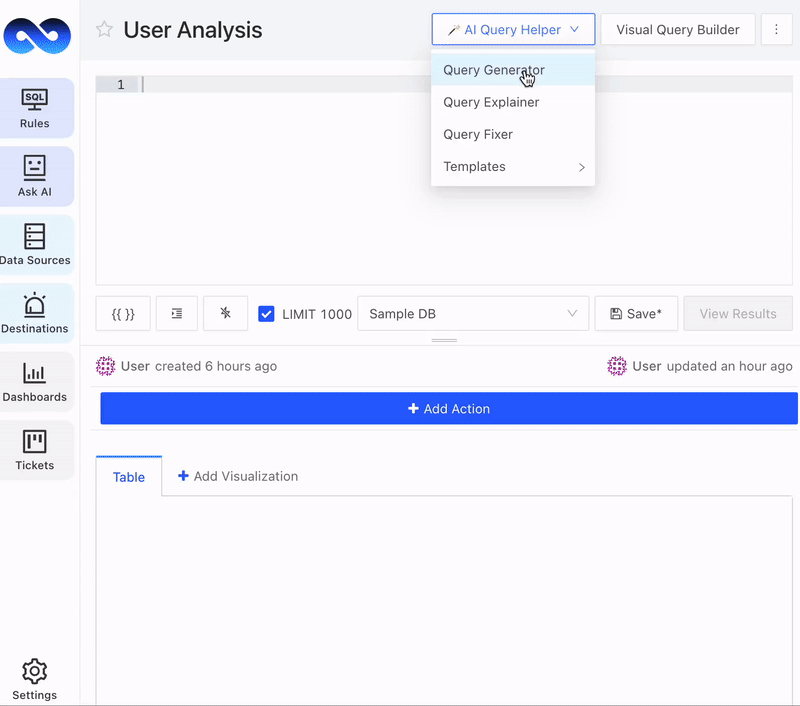 User Analysis
AI Query Helper
Visual Query Builder
Query Generator
Query Explainer
Query Fixer
Templates
1
SQL
Rules
Ask AI
Data Sources
Destinations
Dashboards
Tickets
Settings
{{ }}
LIMIT 1000
Sample DB
Save*
View Results
User created 6 hours ago
User updated an hour ago
+ Add Action
Table
+ Add Visualization